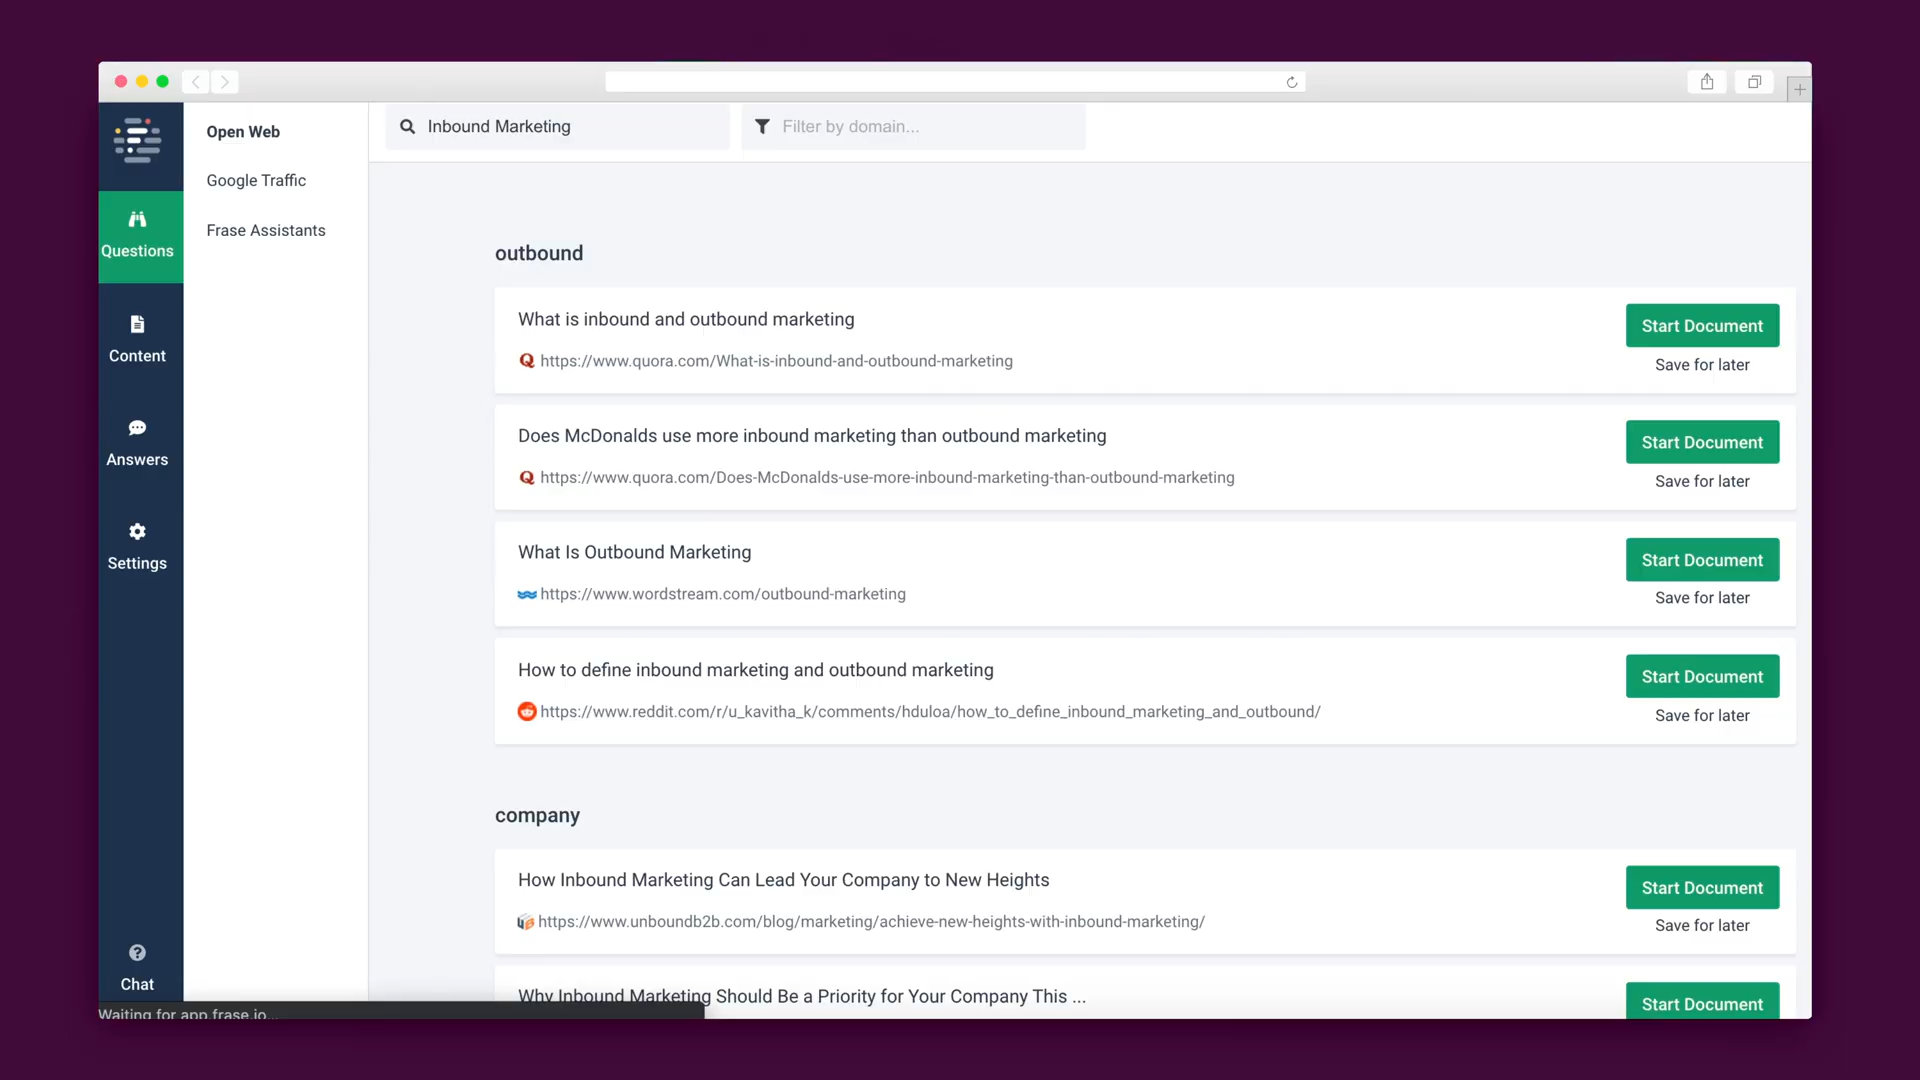 Open Web
Google Traffic
Frase Assistants
Questions
Content
Answers
Settings
Chat
Inbound Marketing
Filter by domain...
outbound
What is inbound and outbound marketing
https://www.quora.com/What-is-inbound-and-outbound-marketing
Start Document
Save for later
Does McDonalds use more inbound marketing than outbound marketing
https://www.quora.com/Does-McDonalds-use-more-inbound-marketing-than-outbound-marketing
Start Document
Save for later
What Is Outbound Marketing
https://www.wordstream.com/outbound-marketing
Start Document
Save for later
How to define inbound marketing and outbound marketing
https://www.reddit.com/r/u_kavitha_k/comments/hduloa/how_to_define_inbound_marketing_and_outbound/
Start Document
Save for later
company
How Inbound Marketing Can Lead Your Company to New Heights
https://www.unboundb2b.com/blog/marketing/achieve-new-heights-with-inbound-marketing/
Start Document
Save for later
Why Inbound Marketing Should Be a Priority for Your Company This ...
Start Document
Waiting for app.frase.io...